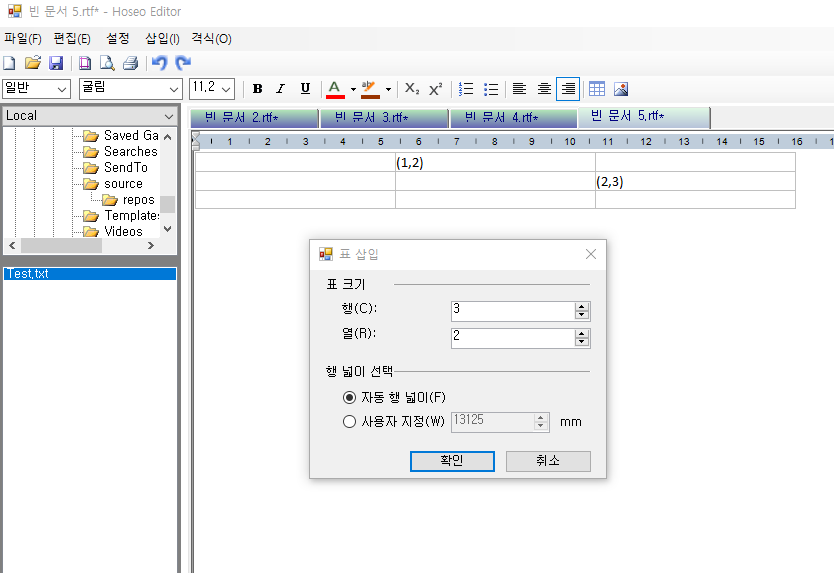 빈 문서 5.rtf* - Hoseo Editor
파일(F) 편집(E) 설정 삽입(I) 격식(O)
일반 굴림 11,2 B I U A ab X₂ X²
Local
빈 문서 2.rtf* 빈 문서 3.rtf* 빈 문서 4.rtf* 빈 문서 5.rtf*
1 2 3 4 5 6 7 8 9 10 11 12 13 14 15 16 1
Saved Ga
Searches
SendTo
source
repos
Templates
Videos
Test.txt
(1,2)
(2,3)
표 삽입
표 크기
행(C): 3
열(R): 2
행 넓이 선택
자동 행 넓이(F)
사용자 지정(W) 13125 mm
확인 취소